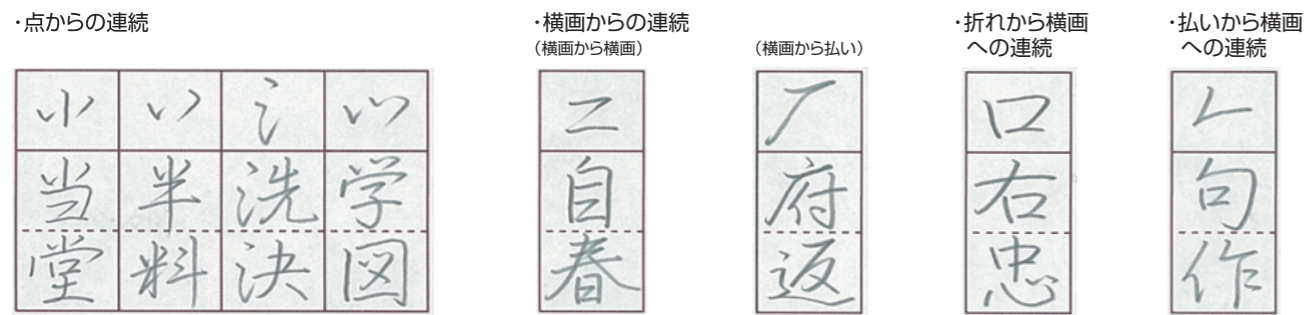 ・点からの連続
・横画からの連続
（横画から横画）
（横画から払い）
・折れから横画
への連続
・払いから横画
への連続
当 半 洗 学
堂 料 決 図
二
自
春
府
返
口
右
忠
句
作